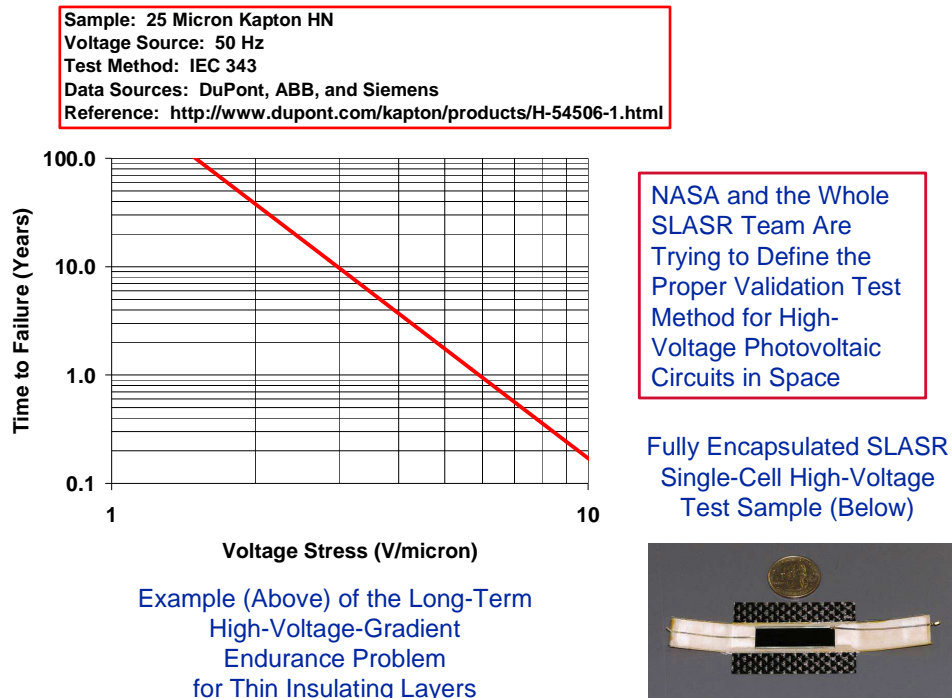 Sample: 25 Micron Kapton HN
Voltage Source: 50 Hz
Test Method: IEC 343
Data Sources: DuPont, ABB, and Siemens
Reference: http://www.dupont.com/kapton/products/H-54506-1.html
100.0
10.0
1.0
0.1
Time to Failure (Years)
1
10
Voltage Stress (V/micron)
Example (Above) of the Long-Term
High-Voltage-Gradient
Endurance Problem
for Thin Insulating Layers
NASA and the Whole
SLASR Team Are
Trying to Define the
Proper Validation Test
Method for High-
Voltage Photovoltaic
Circuits in Space
Fully Encapsulated SLASR
Single-Cell High-Voltage
Test Sample (Below)